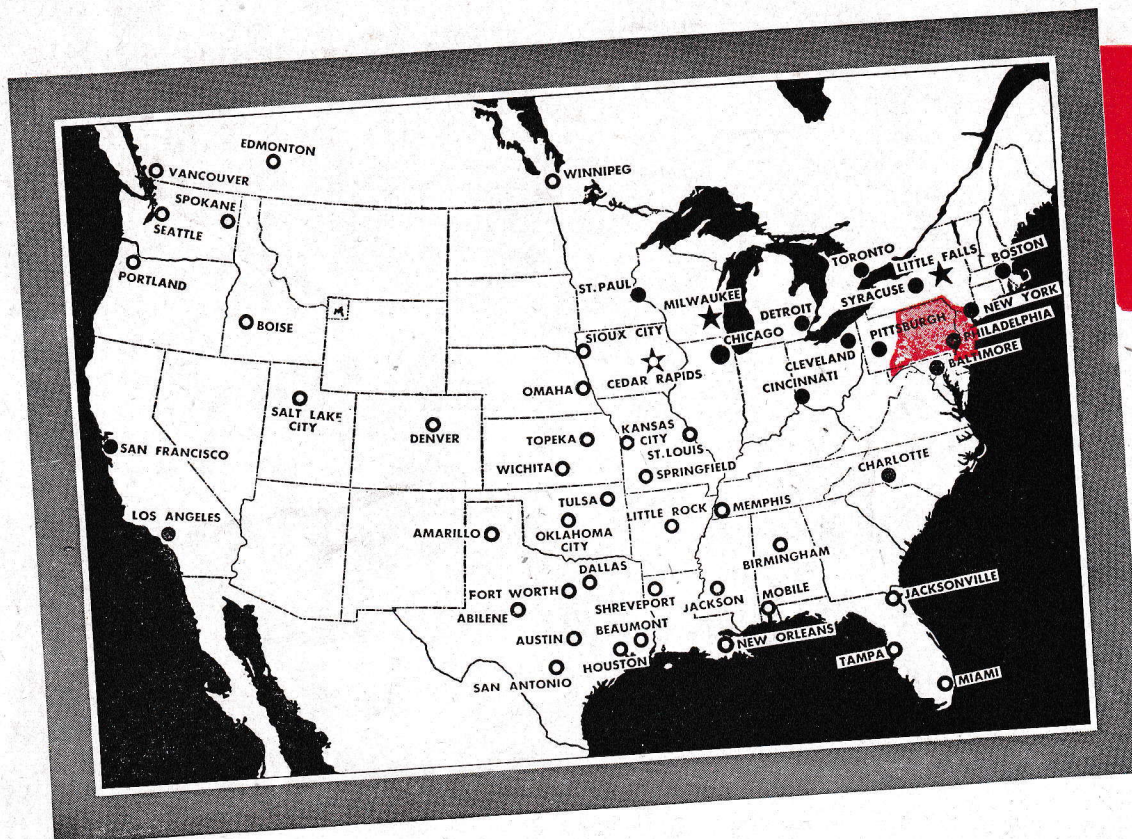 EDMONTON
VANCOUVER
WINNIPEG
SPOKANE
SEATTLE
PORTLAND
BOISE
ST. PAUL
MILWAUKEE
DETROIT
TORONTO
LITTLE FALLS
BOSTON
SYRACUSE
NEW YORK
PITTSBURGH
PHILADELPHIA
CHICAGO
CLEVELAND
BALTIMORE
SIOUX CITY
CEDAR RAPIDS
CINCINNATI
OMAHA
SALT LAKE
CITY
DENVER
TOPEKA
KANSAS
CITY
ST. LOUIS
WICHITA
SPRINGFIELD
SAN FRANCISCO
LOS ANGELES
CHARLOTTE
TULSA
LITTLE ROCK
MEMPHIS
AMARILLO
OKLAHOMA
CITY
BIRMINGHAM
DALLAS
FORT WORTH
SHREVEPORT
JACKSON
MOBILE
JACKSONVILLE
ABILENE
AUSTIN
BEAUMONT
NEW ORLEANS
HOUSTON
TAMPA
SAN ANTONIO
MIAMI